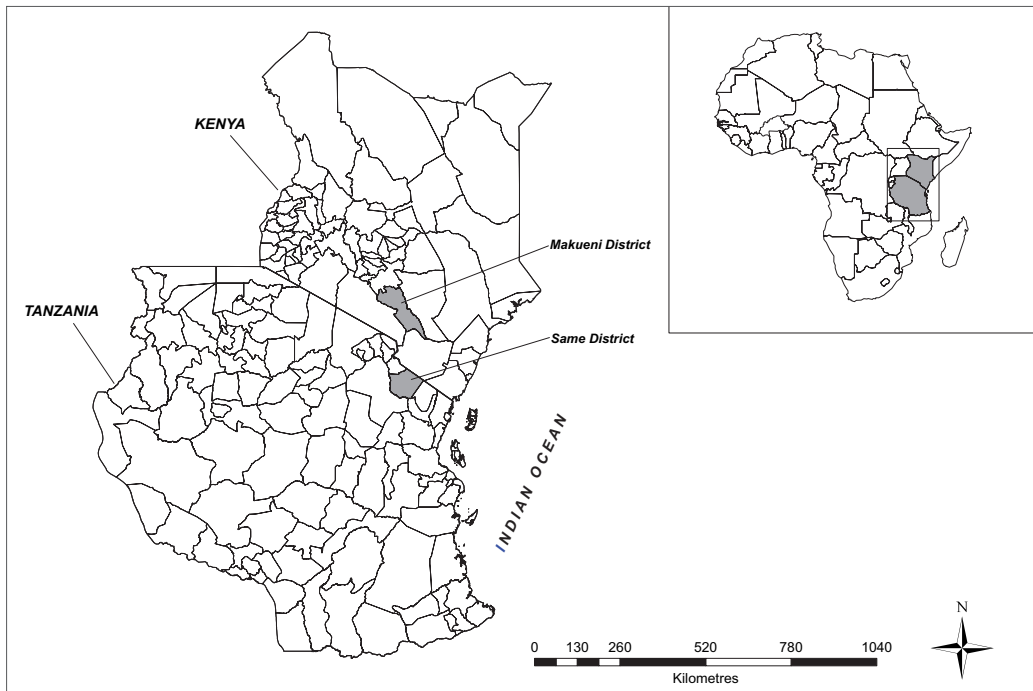 KENYA
Makueni District
TANZANIA
Same District
INDIAN OCEAN
N
0 130 260 520 780 1040
Kilometres